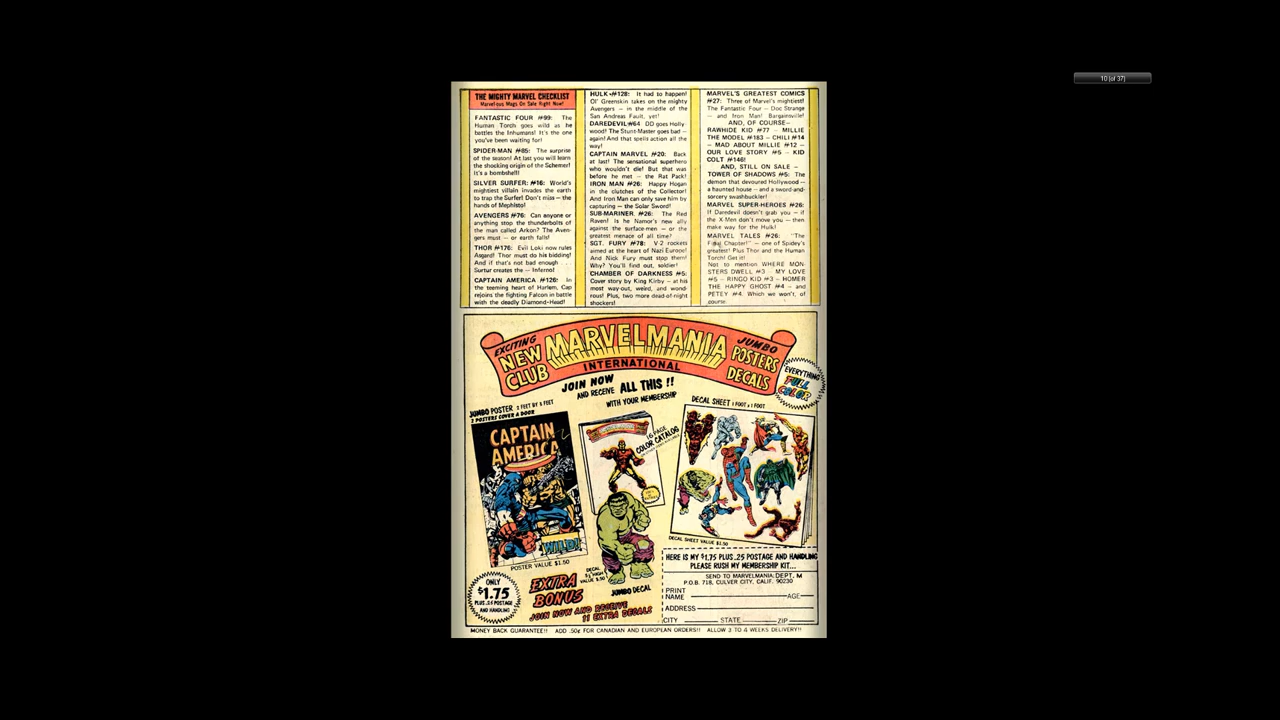 10 (of 37)
THE MIGHTY MARVEL CHECKLIST
Marvel-ous Mags On Sale Right Now!
FANTASTIC FOUR #99: The
Human Torch goes wild as he
battles the Inhumans! It's the one
you've been waiting for!
SPIDER-MAN #85: The surprise
of the season! At last you will learn
the shocking origin of the Schemer!
It's a bombshell!
SILVER SURFER: #16: World's
mightiest villain invades the earth
to trap the Surfer! Don't miss — the
hands of Mephisto!
AVENGERS #76: Can anyone or
anything stop the thunderbolts of
the man called Arkon? The Aven-
gers must — or earth falls!
THOR #176: Evil Loki now rules
Asgard! Thor must do his bidding!
And if that's not bad enough . . .
Surtur creates the — Inferno!
CAPTAIN AMERICA #126: In
the teeming heart of Harlem, Cap
rejoins the fighting Falcon in battle
with the deadly Diamond-Head!
HULK #128: It had to happen!
Ol' Greenskin takes on the mighty
Avengers — in the middle of the
San Andreas Fault, yet!
DAREDEVIL#64 DD goes Holly-
wood! The Stunt-Master goes bad —
again! And that spells action all the
way!
CAPTAIN MARVEL #20: Back
at last! The sensational superhero
who wouldn't die! But that was
before he met — the Rat Pack!
IRON MAN #26: Happy Hogan
in the clutches of the Collector!
And Iron Man can only save him by
capturing — the Solar Sword!
SUB-MARINER #26: The Red
Raven! Is he Namor's new ally
against the surface-men — or the
greatest menace of all time?
SGT. FURY #78: V-2 rockets
aimed at the heart of Nazi Europe!
And Nick Fury must stop them!
Why? You'll find out, soldier!
CHAMBER OF DARKNESS #5:
Cover story by King Kirby — at his
most way-out, weird, and wond-
rous! Plus, two more dead-of-night
shockers!
MARVEL'S GREATEST COMICS
#27: Three of Marvel's mightiest!
The Fantastic Four — Doc Strange
— and Iron Man! Bargainsville!
AND, OF COURSE—
RAWHIDE KID #77 — MILLIE
THE MODEL #183 — CHILI #14
— MAD ABOUT MILLIE #12 —
OUR LOVE STORY #5 — KID
COLT #146!
AND, STILL ON SALE —
TOWER OF SHADOWS #5: The
demon that devoured Hollywood —
a haunted house — and a sword-and-
sorcery swashbuckler!
MARVEL SUPER-HEROES #26:
If Daredevil doesn't grab you — if
the X-Men don't move you — then
make way for the Hulk!
MARVEL TALES #26: "The
Final Chapter!" — one of Spidey's
greatest! Plus Thor and the Human
Torch! Get it!
Not to mention WHERE MON-
STERS DWELL #3 — MY LOVE
#5 — RINGO KID #3 — HOMER
THE HAPPY GHOST #4 — and
PETEY #4. Which we won't, of
course.
EXCITING
NEW
CLUB
MARVELMANIA
INTERNATIONAL
JUMBO
POSTERS
DECALS
EVERYTHING
FULL
COLOR
JOIN NOW
AND RECEIVE ALL THIS !!
WITH YOUR MEMBERSHIP
JUMBO POSTER 2 FEET BY 3 FEET
2 POSTERS COVER A DOOR
CAPTAIN
AMERICA
WILD!
POSTER VALUE $1.50
16 PAGE
COLOR CATALOG
DECAL SHEET 1 FOOT x 1 FOOT
DECAL SHEET VALUE $1.50
ONLY
$1.75
PLUS .25 POSTAGE
AND HANDLING
EXTRA
BONUS
JUMBO DECAL
JOIN NOW AND RECEIVE
11 EXTRA DECALS
HERE IS MY $1.75 PLUS .25 POSTAGE AND HANDLING
PLEASE RUSH MY MEMBERSHIP KIT...
SEND TO MARVELMANIA: DEPT. M
P.O.B. 718, CULVER CITY, CALIF. 90230
PRINT
NAME AGE
ADDRESS
CITY STATE ZIP
MONEY BACK GUARANTEE!! ADD .50¢ FOR CANADIAN AND EUROPEAN ORDERS!! ALLOW 3 TO 4 WEEKS DELIVERY!!